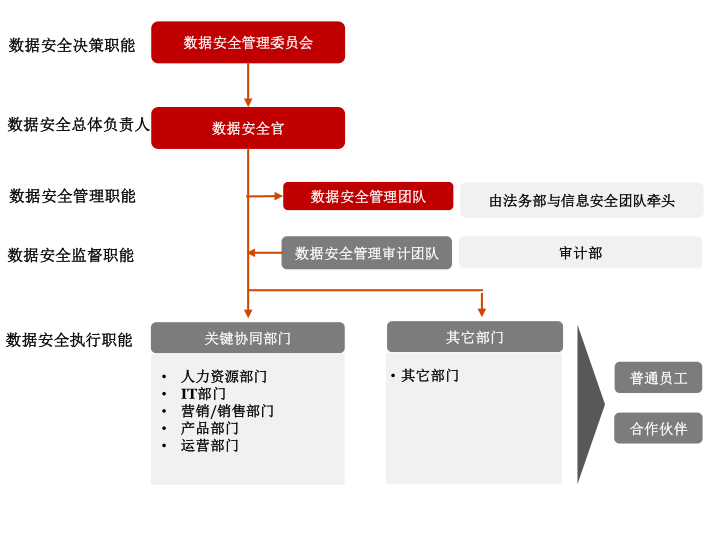 数据安全决策职能
数据安全管理委员会
数据安全总体负责人
数据安全官
数据安全管理职能
数据安全管理团队
由法务部与信息安全团队牵头
数据安全监督职能
数据安全管理审计团队
审计部
数据安全执行职能
关键协同部门
• 人力资源部门
• IT部门
• 营销/销售部门
• 产品部门
• 运营部门
其它部门
• 其它部门
普通员工
合作伙伴